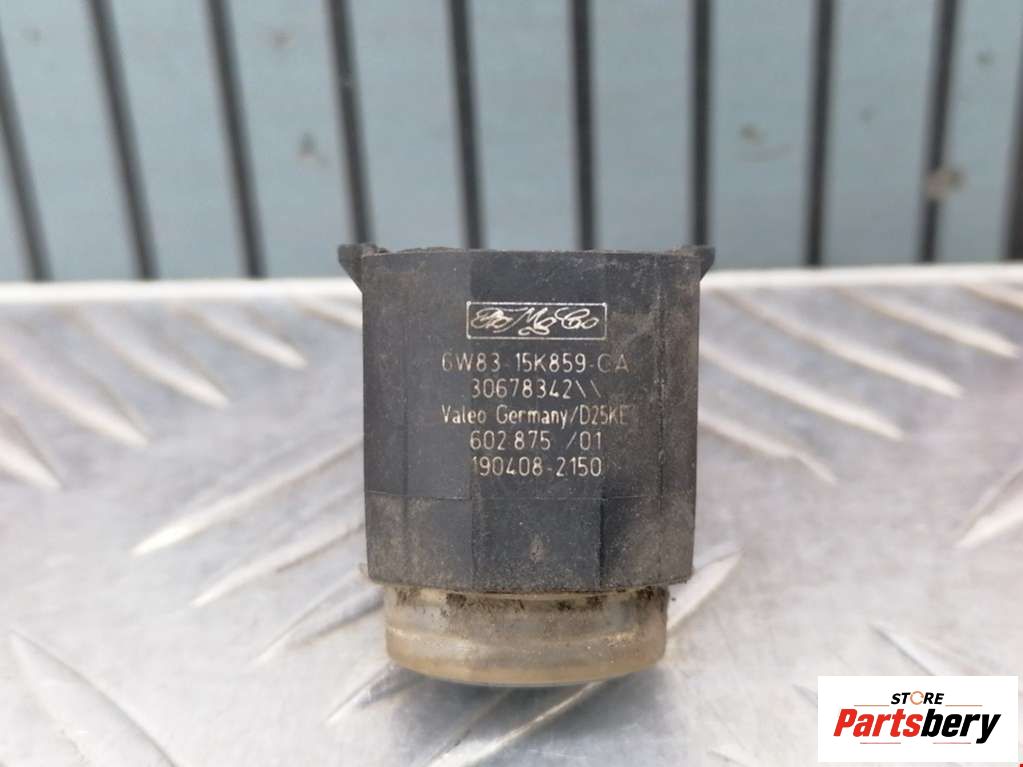 FoMoCo
6W83-15K859-CA
30678342\\
Valeo Germany/D25KE
602 875 /01
190408-2150
STORE
Partsbery